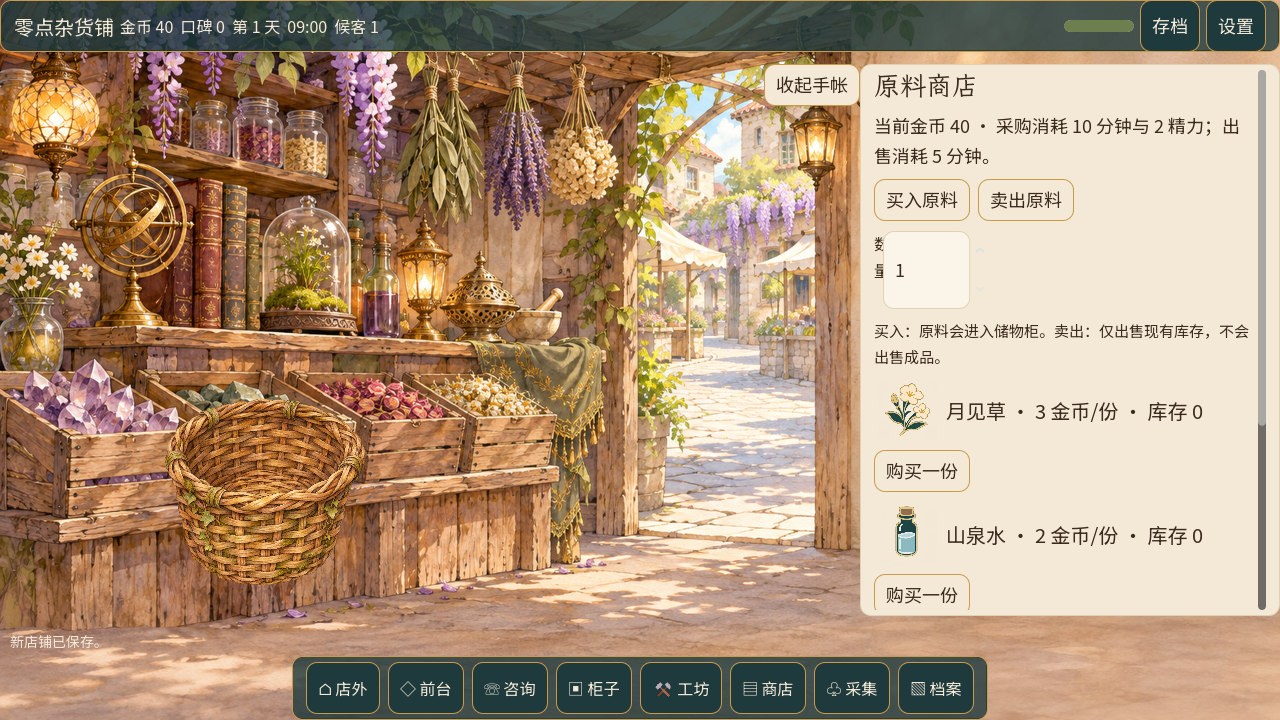 零点杂货铺 金币 40 口碑 0 第 1 天 09:00 候客 1
存档
设置
收起手帐
原料商店
当前金币 40 · 采购消耗 10 分钟与 2 精力；出
售消耗 5 分钟。
买入原料
卖出原料
数
量
1
买入：原料会进入储物柜。卖出：仅出售现有库存，不会
出售成品。
月见草 · 3 金币/份 · 库存 0
购买一份
山泉水 · 2 金币/份 · 库存 0
购买一份
新店铺已保存。
店外
前台
咨询
柜子
工坊
商店
采集
档案